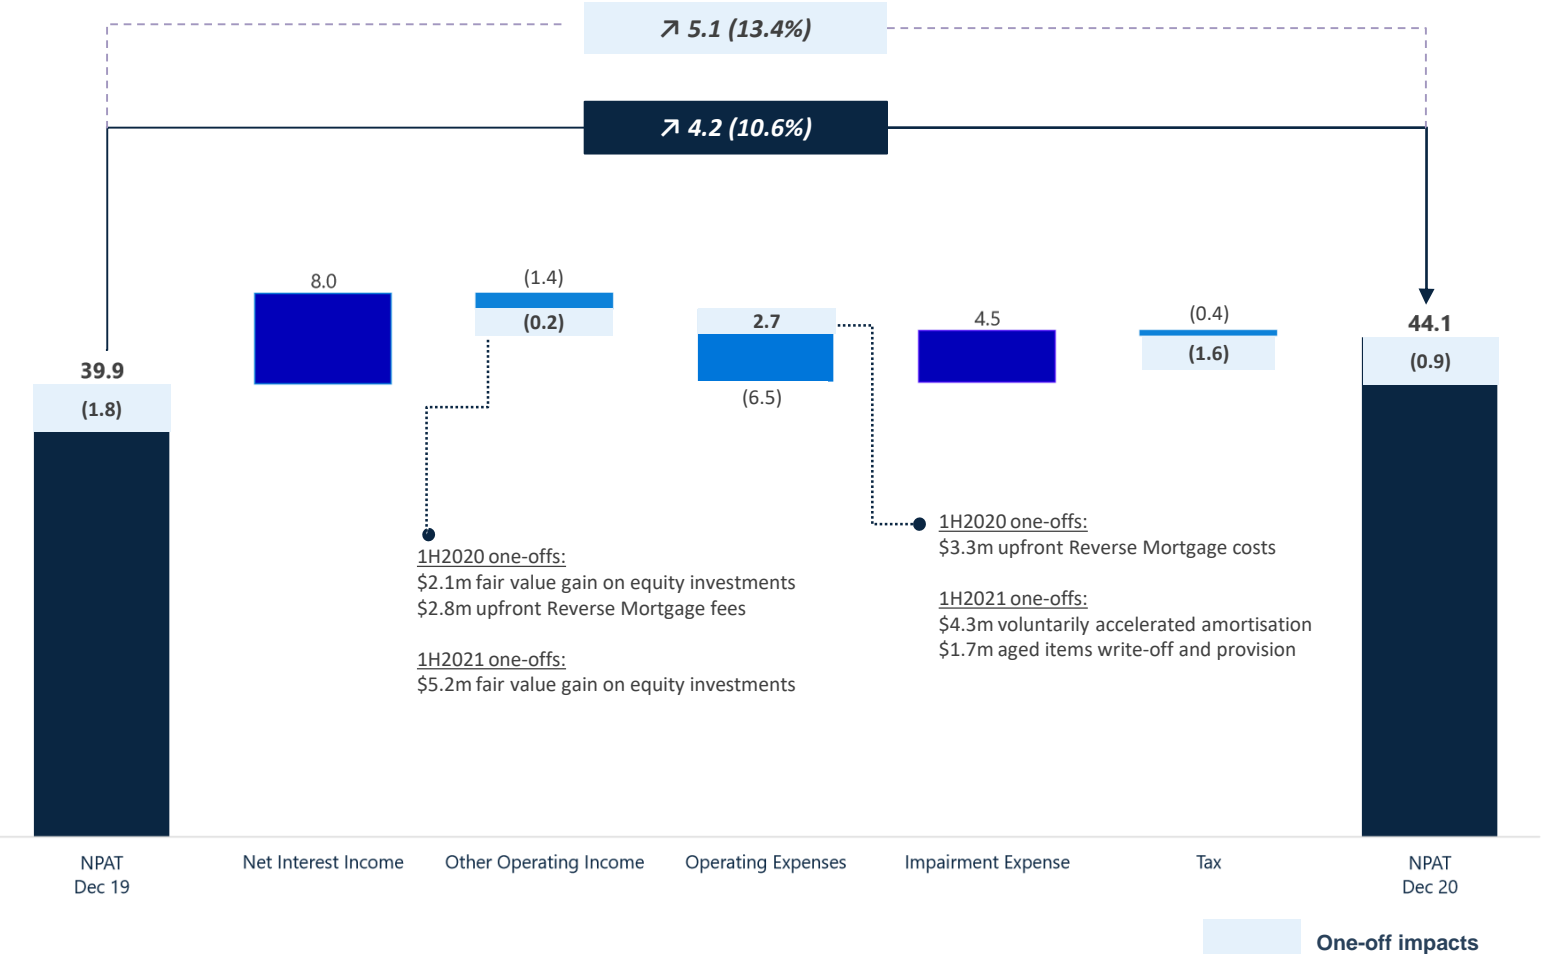 ↗ 5.1 (13.4%)
↗ 4.2 (10.6%)
39.9
(1.8)
8.0
(1.4)
(0.2)
2.7
(6.5)
4.5
(0.4)
(1.6)
44.1
(0.9)
1H2020 one-offs:
$2.1m fair value gain on equity investments
$2.8m upfront Reverse Mortgage fees
1H2021 one-offs:
$5.2m fair value gain on equity investments
1H2020 one-offs:
$3.3m upfront Reverse Mortgage costs
1H2021 one-offs:
$4.3m voluntarily accelerated amortisation
$1.7m aged items write-off and provision
NPAT
Dec 19
Net Interest Income
Other Operating Income
Operating Expenses
Impairment Expense
Tax
NPAT
Dec 20
One-off impacts